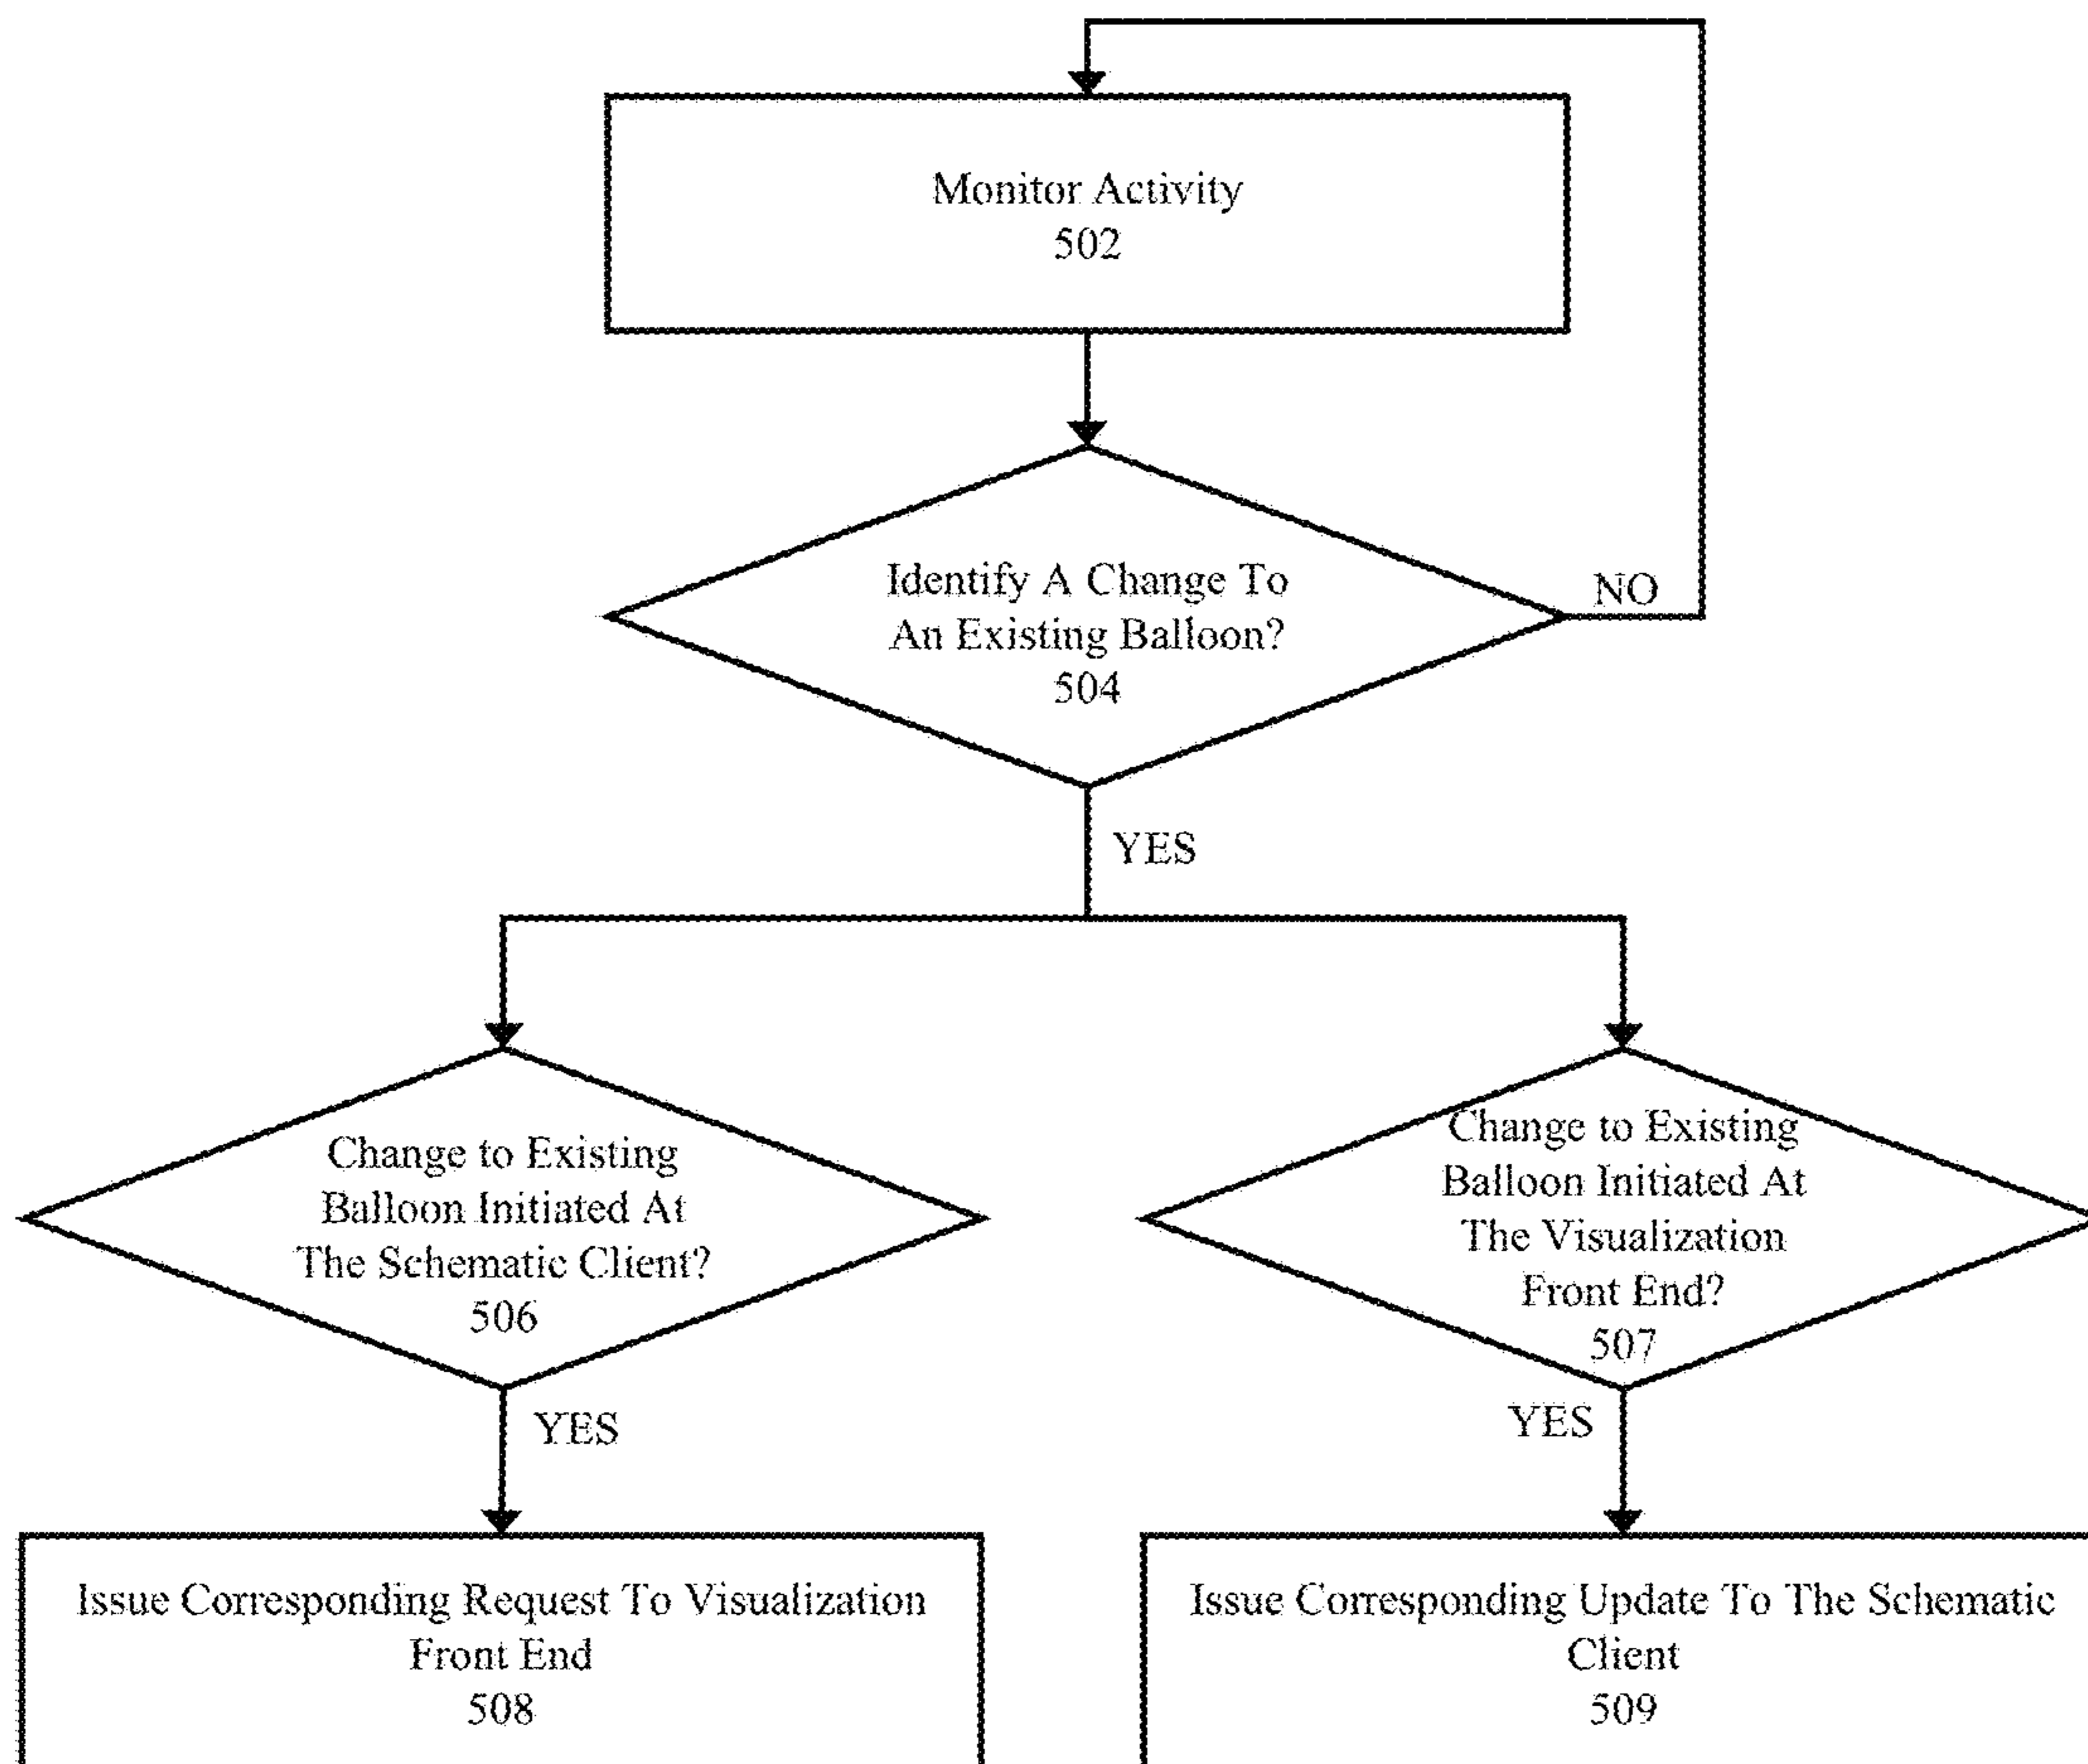 Monitor Activity
502
Identify A Change To
An Existing Balloon?
504
NO
YES
Change to Existing
Balloon Initiated At
The Schematic Client?
506
Change to Existing
Balloon Initiated At
The Visualization
Front End?
507
YES
YES
Issue Corresponding Request To Visualization
Front End
508
Issue Corresponding Update To The Schematic
Client
509